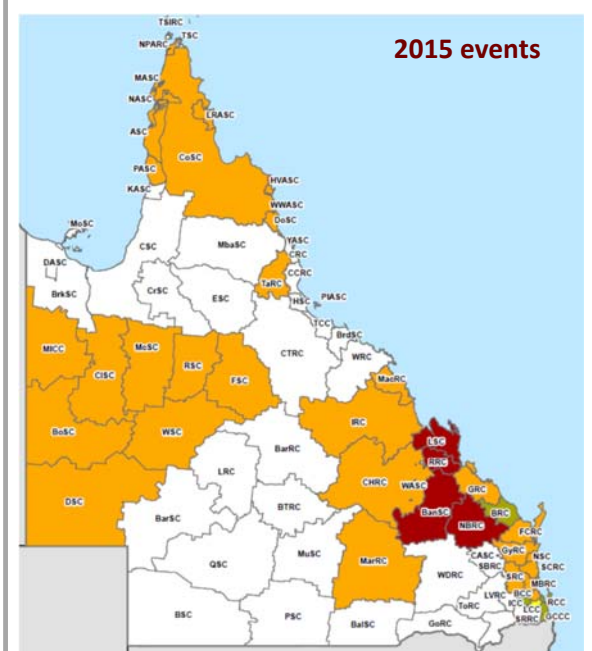 2015 events
TSIRC
TSC
NPARC
MASC
NASC
LRASC
ASC
CoSC
PASC
KASC
HVASC
WWASC
DoSC
MoSC
YASC
CSC
MbaSC
CRC
CCRC
DASC
TaRC
BrkSC
CrSC
ESC
HSC
PIASC
TCC
BrdSC
MICC
CISC
McSC
RSC
FSC
CTRC
WRC
MacRC
BoSC
WSC
IRC
LSC
BarRC
RRC
LRC
CHRC
WASC
GRC
DSC
BarSC
BTRC
BanSC
BRC
NBRC
FCRC
QSC
MuSC
MarRC
CASC
GyRC
NSC
SBRC
SCRC
WDRC
SRC
MBRC
LVRC
BCC
BSC
PSC
BalSC
ToRC
ICC
RCC
LCC
GoRC
SRRC
GCCC